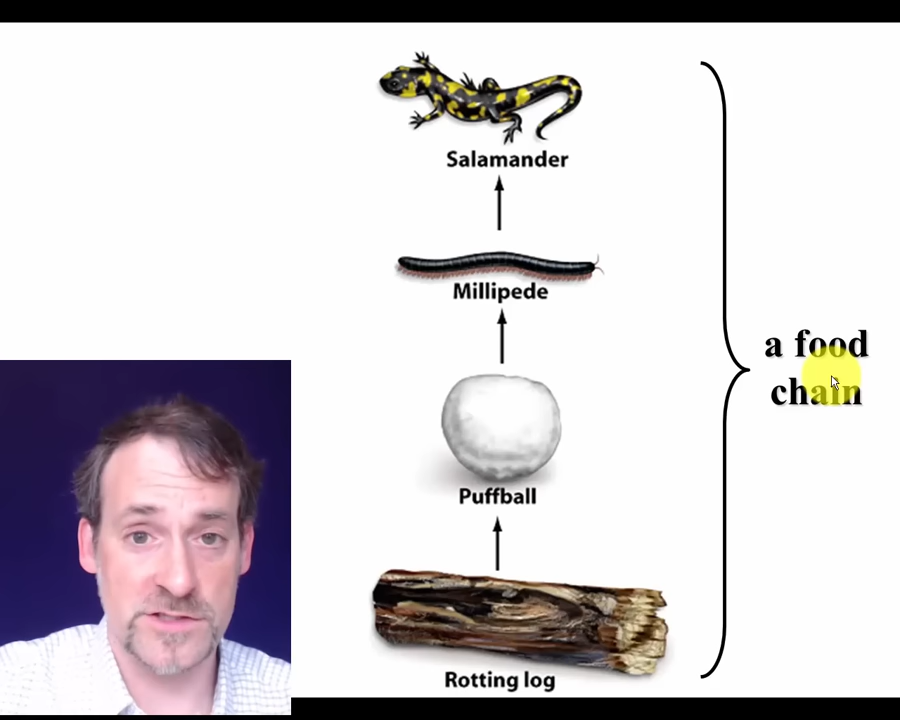 Salamander
Millipede
a food
chain
Puffball
Rotting log